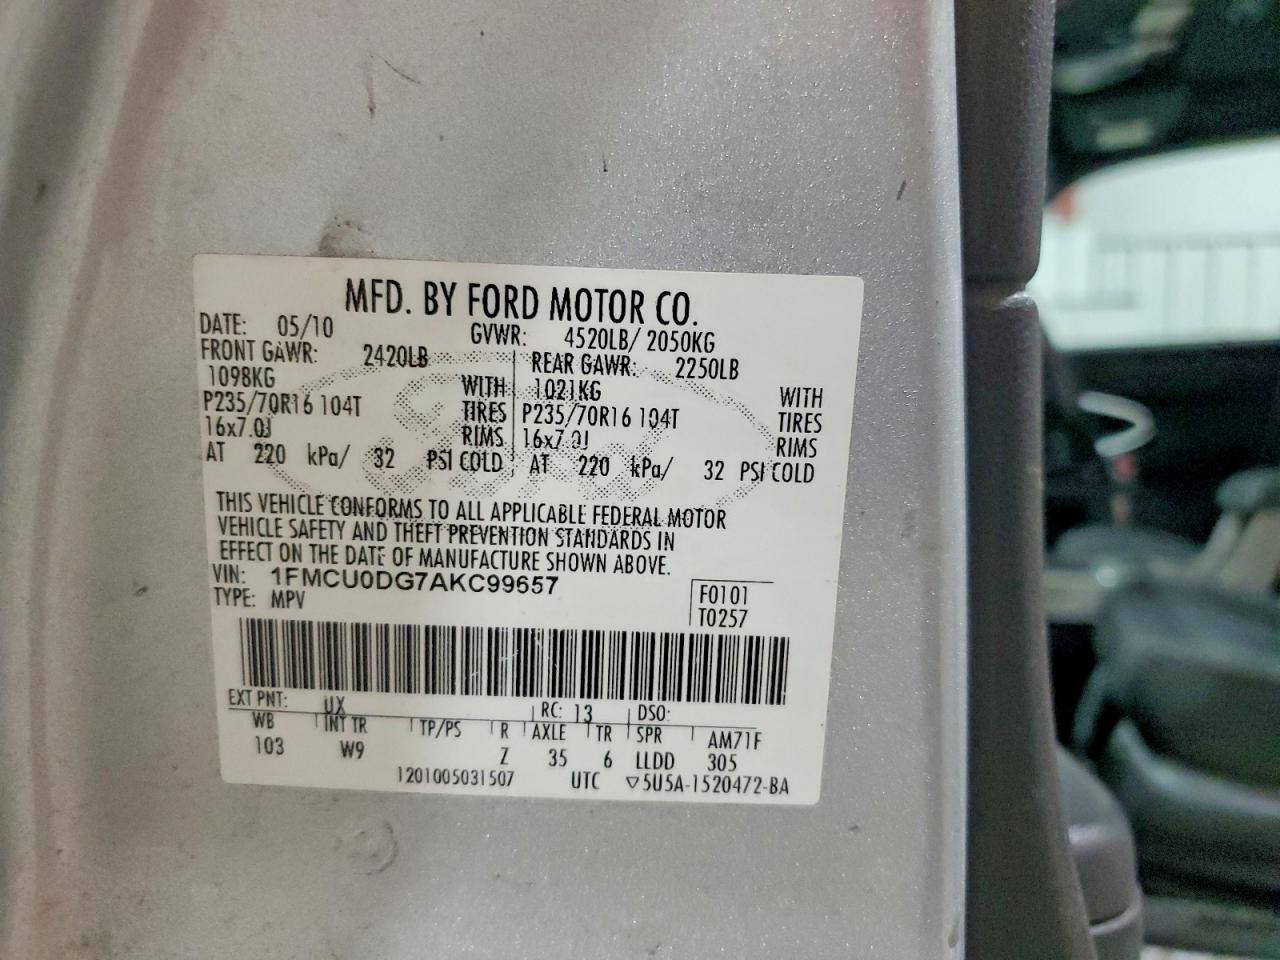 MFD. BY FORD MOTOR CO.
DATE: 05/10 GVWR: 4520LB/ 2050KG
FRONT GAWR: 2420LB REAR GAWR: 2250LB
1098KG WITH 1021KG WITH
P235/70R16 104T TIRES P235/70R16 104T TIRES
16x7.0J RIMS 16x7.0J RIMS
AT 220 kPa/ 32 PSI COLD AT 220 kPa/ 32 PSI COLD
THIS VEHICLE CONFORMS TO ALL APPLICABLE FEDERAL MOTOR
VEHICLE SAFETY AND THEFT PREVENTION STANDARDS IN
EFFECT ON THE DATE OF MANUFACTURE SHOWN ABOVE.
VIN: 1FMCU0DG7AKC99657 F0101
TYPE: MPV T0257
EXT PNT: UX RC: 13 DSO:
WB INT TR TP/PS R AXLE TR SPR AM71F
103 W9 Z 35 6 LLDD 305
1201005031507 UTC ▽5U5A-1520472-BA